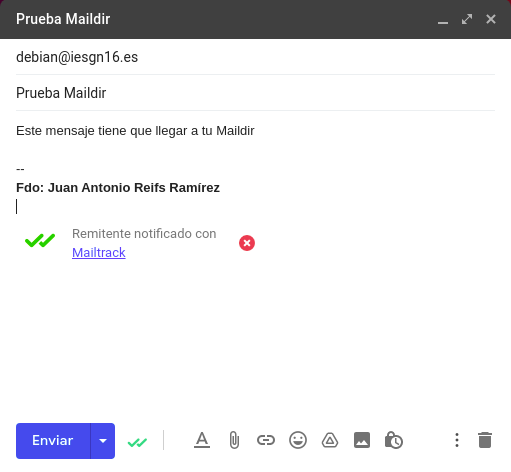 Prueba Maildir
debian@iesgn16.es
Prueba Maildir
Este mensaje tiene que llegar a tu Maildir
--
Fdo: Juan Antonio Reifs Ramírez
Remitente notificado con
Mailtrack
Enviar